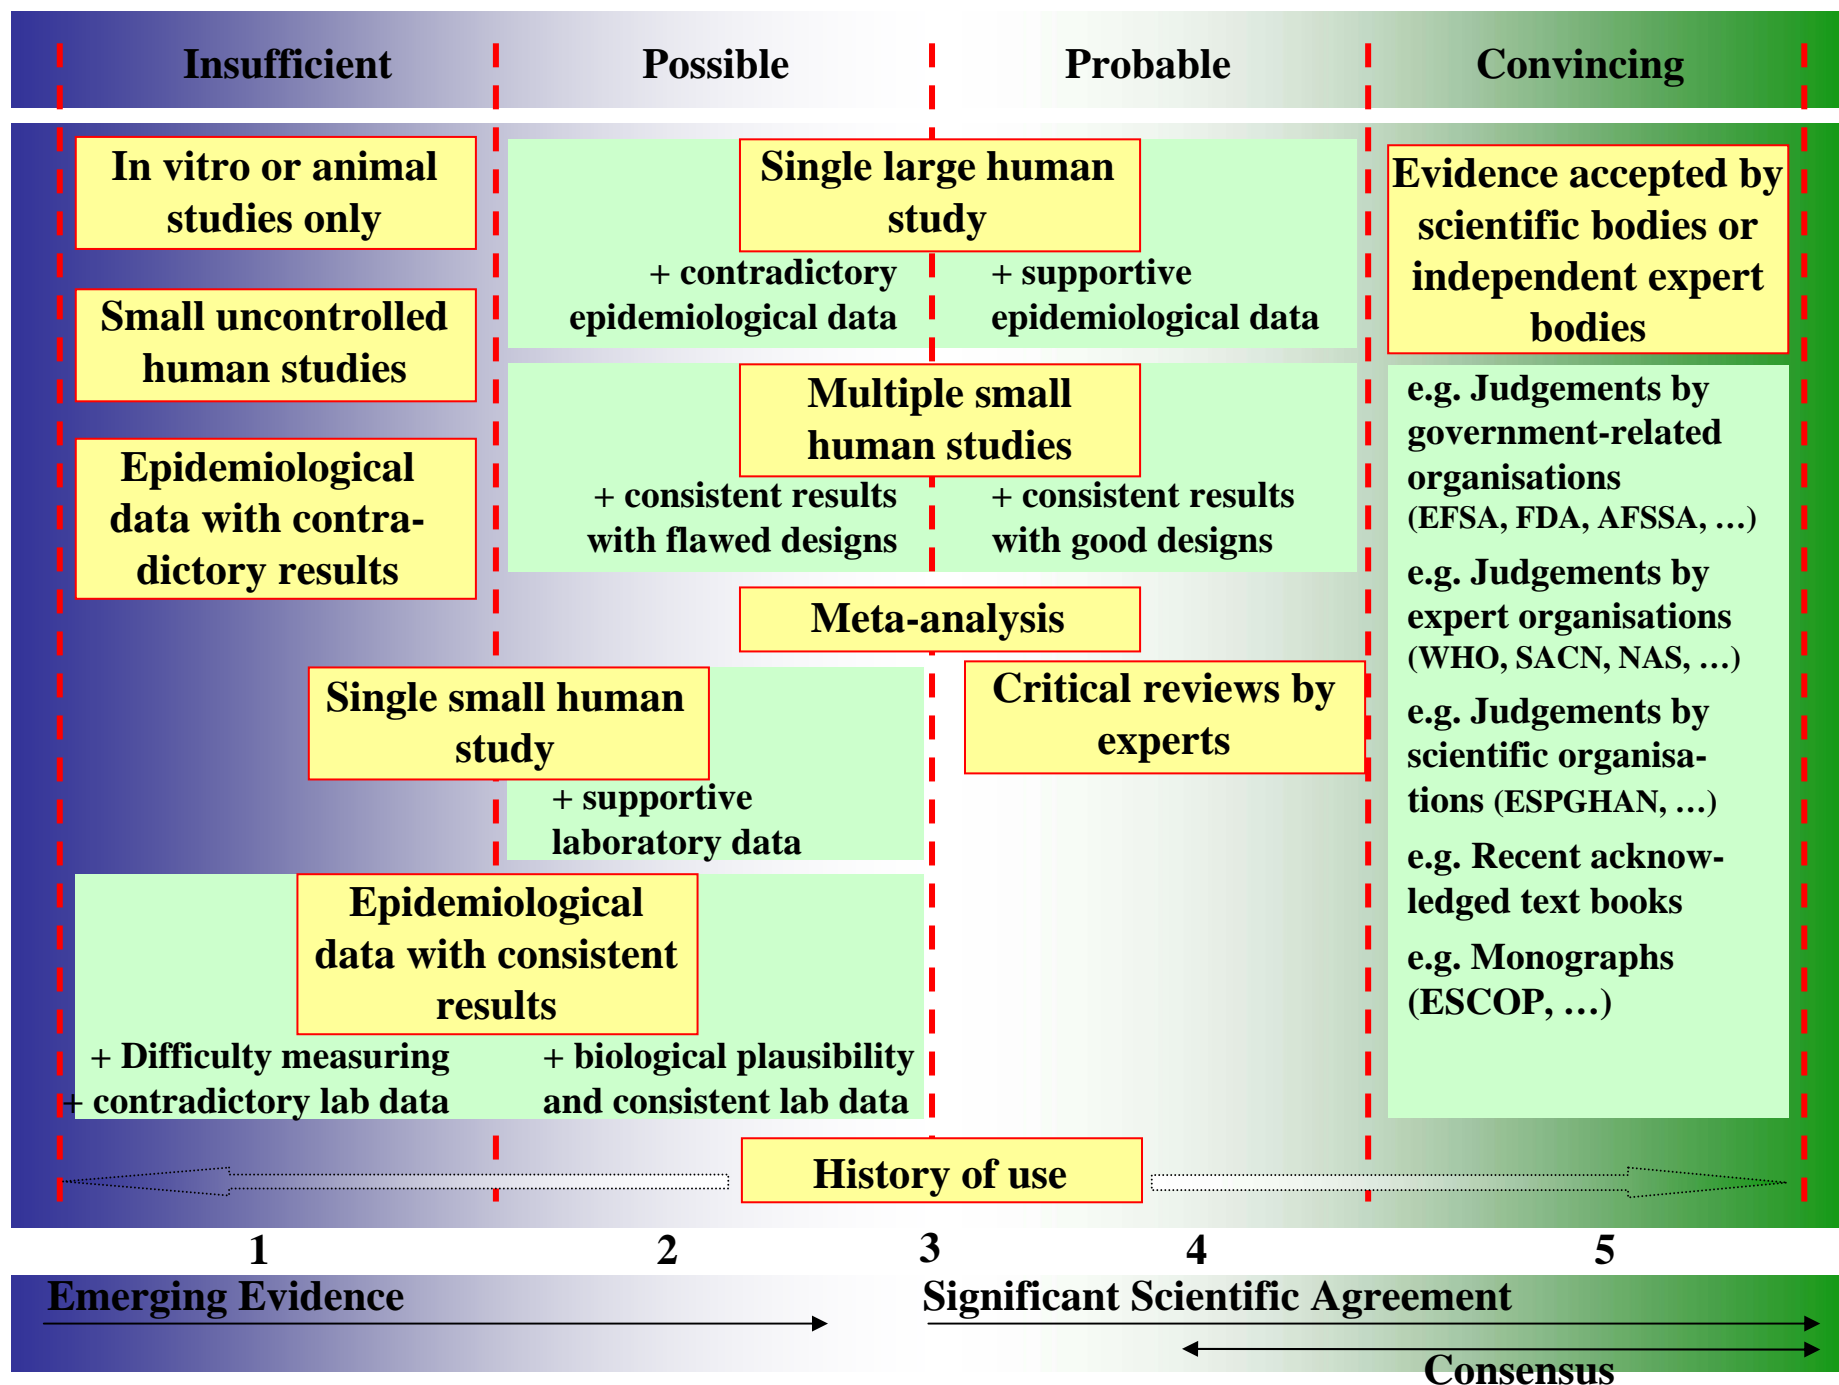 Insufficient
Possible
Probable
Convincing
In vitro or animal
studies only
Small uncontrolled
human studies
Epidemiological
data with contra-
dictory results
Single large human
study
+ contradictory
epidemiological data
+ supportive
epidemiological data
Multiple small
human studies
+ consistent results
with flawed designs
+ consistent results
with good designs
Meta-analysis
Critical reviews by
experts
Single small human
study
+ supportive
laboratory data
Epidemiological
data with consistent
results
+ Difficulty measuring
+ contradictory lab data
+ biological plausibility
and consistent lab data
Evidence accepted by
scientific bodies or
independent expert
bodies
e.g. Judgements by
government-related
organisations
(EFSA, FDA, AFSSA, …)
e.g. Judgements by
expert organisations
(WHO, SACN, NAS, …)
e.g. Judgements by
scientific organisa-
tions (ESPGHAN, …)
e.g. Recent acknow-
ledged text books
e.g. Monographs
(ESCOP, …)
History of use
1
2
3
4
5
Emerging Evidence
Significant Scientific Agreement
Consensus